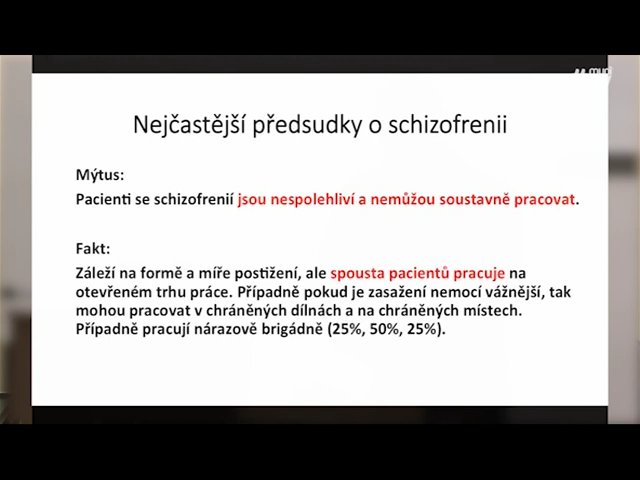 Nejčastější předsudky o schizofrenii
Mýtus:
Pacienti se schizofrenií jsou nespolehliví a nemůžou soustavně pracovat.
Fakt:
Záleží na formě a míře postižení, ale spousta pacientů pracuje na
otevřeném trhu práce. Případně pokud je zasažení nemocí vážnější, tak
mohou pracovat v chráněných dílnách a na chráněných místech.
Případně pracují nárazově brigádně (25%, 50%, 25%).